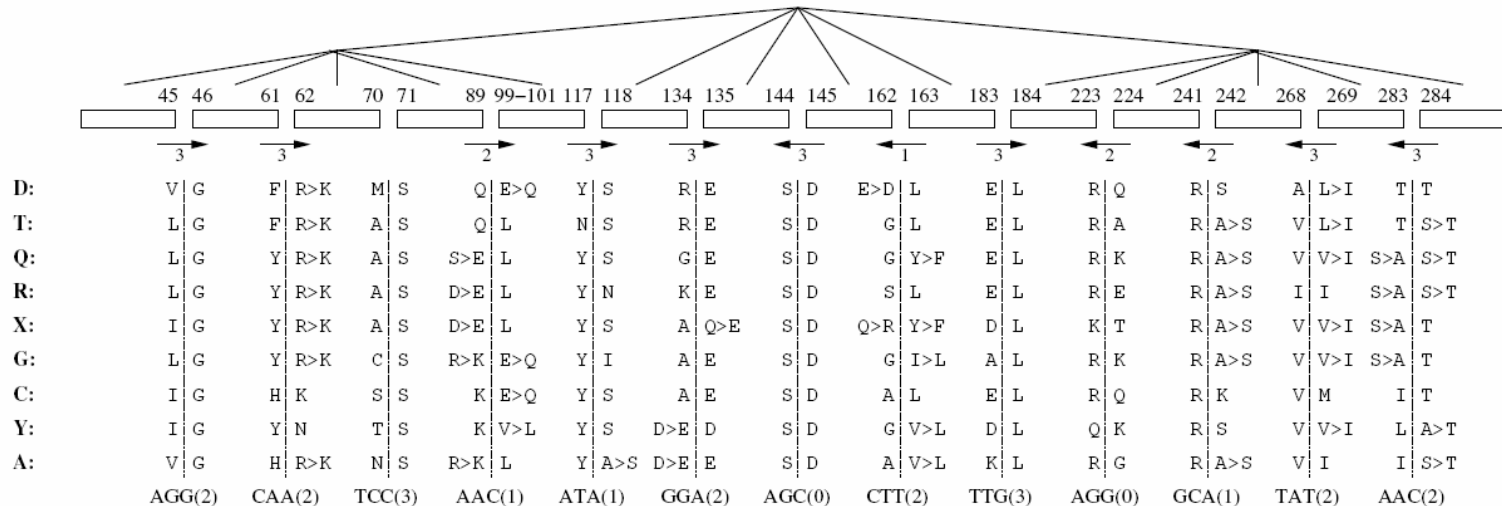 45 46 61 62 70 71 89 99–101 117 118 134 135 144 145 162 163 183 184 223 224 241 242 268 269 283 284
3 3 2 3 3 3 1 3 2 2 3 3
D: V G F R>K M S Q E>Q Y S R E S D E>D L E L R Q R S A L>I T T
T: L G F R>K A S Q L N S R E S D G L E L R A R A>S V L>I T S>T
Q: L G Y R>K A S S>E L Y S G E S D G Y>F E L R K R A>S V V>I S>A S>T
R: L G Y R>K A S D>E L Y N K E S D S L E L R E R A>S I I S>A S>T
X: I G Y R>K A S D>E L Y S A Q>E S D Q>R Y>F D L K T R A>S V V>I S>A T
G: L G Y R>K C S R>K E>Q Y I A E S D G I>L A L R K R A>S V V>I S>A T
C: I G H K S S K E>Q Y S A E S D A L E L R Q R K V M I T
Y: I G Y N T S K V>L Y S D>E D S D G V>L D L Q K R S V V>I L A>T
A: V G H R>K N S R>K L Y A>S D>E E S D A V>L K L R G R A>S V I I S>T
AGG(2) CAA(2) TCC(3) AAC(1) ATA(1) GGA(2) AGC(0) CTT(2) TTG(3) AGG(0) GCA(1) TAT(2) AAC(2)